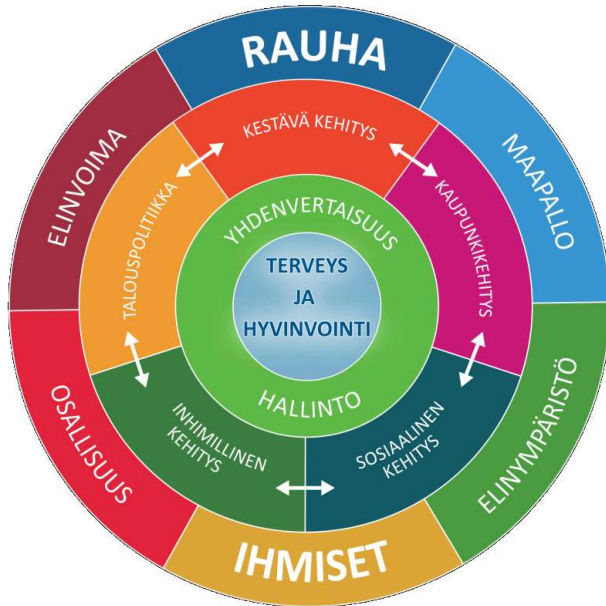 RAUHA
MAAPALLO
ELINYMPÄRISTÖ
IHMISET
OSALLISUUS
ELINVOIMA
KESTÄVÄ KEHITYS
KAUPUNKIKEHITYS
SOSIAALINEN
KEHITYS
INHIMILLINEN
KEHITYS
TALOUSPOLITIIKKA
YHDENVERTAISUUS
HALLINTO
TERVEYS
JA
HYVINVOINTI